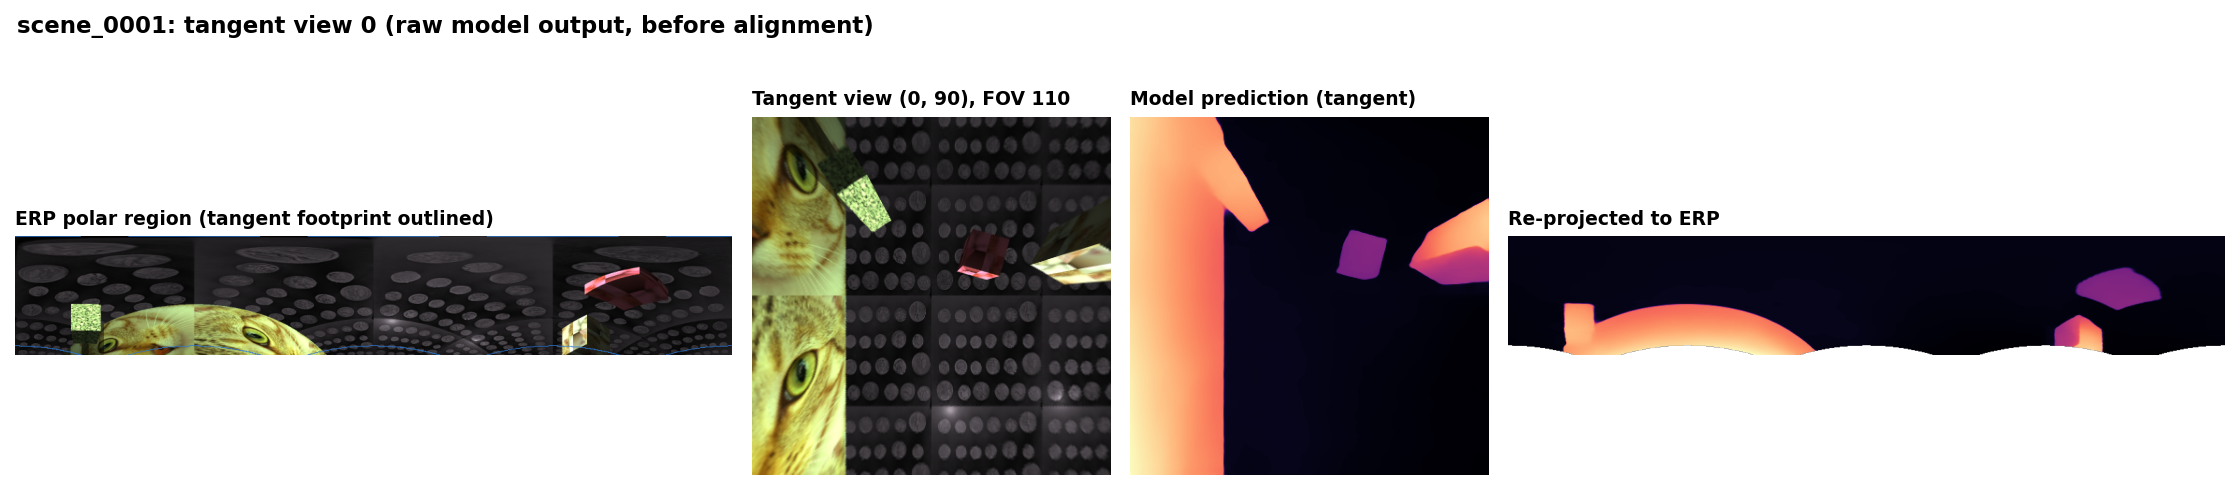 scene_0001: tangent view 0 (raw model output, before alignment)
ERP polar region (tangent footprint outlined)
Tangent view (0, 90), FOV 110
Model prediction (tangent)
Re-projected to ERP